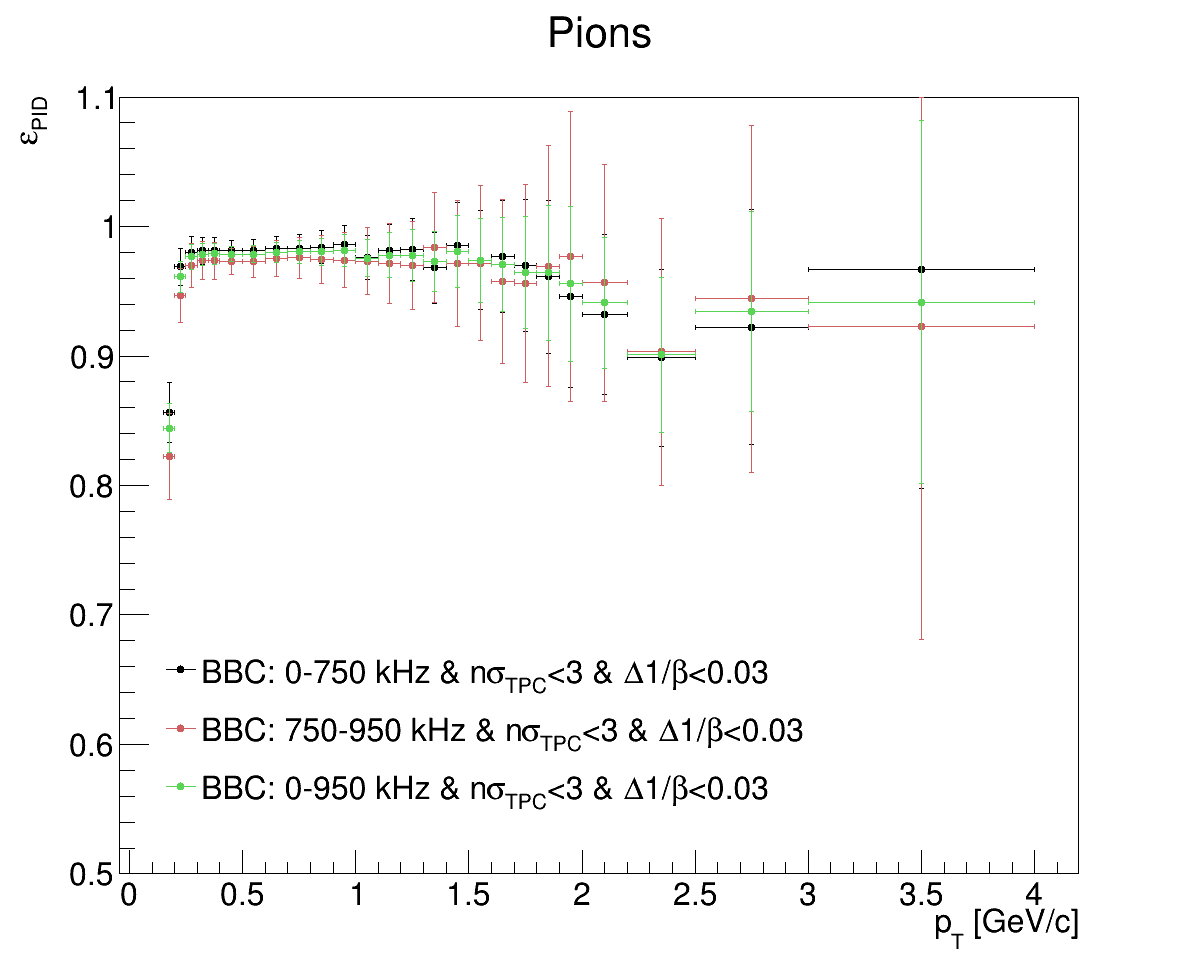 Pions
ε_PID
1.1
1
0.9
0.8
0.7
0.6
0.5
BBC: 0-750 kHz & nσ_TPC<3 & Δ1/β<0.03
BBC: 750-950 kHz & nσ_TPC<3 & Δ1/β<0.03
BBC: 0-950 kHz & nσ_TPC<3 & Δ1/β<0.03
0 0.5 1 1.5 2 2.5 3 3.5 4
p_T [GeV/c]